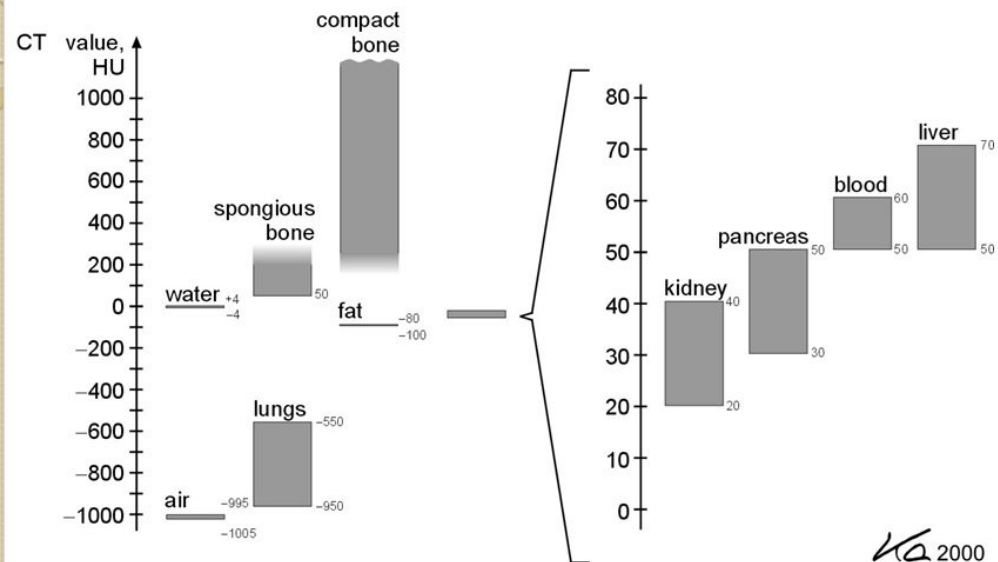 CT value,
HU
1000
800
600
400
200
0
−200
−400
−600
−800
−1000
compact
bone
spongious
bone
50
water +4
−4
fat −80
−100
lungs −550
−950
air −995
−1005
80
70
60
50
40
30
20
10
0
liver 70
50
blood 60
50
pancreas 50
30
kidney 40
20
2000